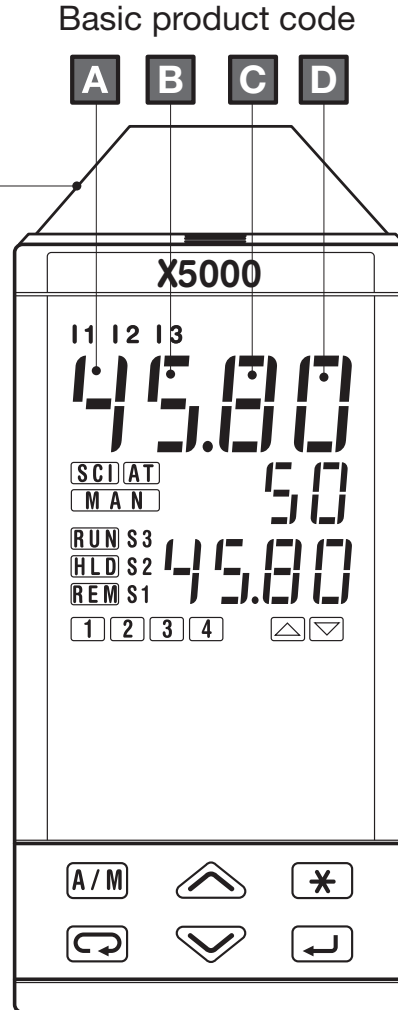 Basic product code
A B C D
X5000
I1 I2 I3
45.80
SCI AT 50
MAN
RUN S3
HLD S2 45.80
REM S1
1 2 3 4
A/M